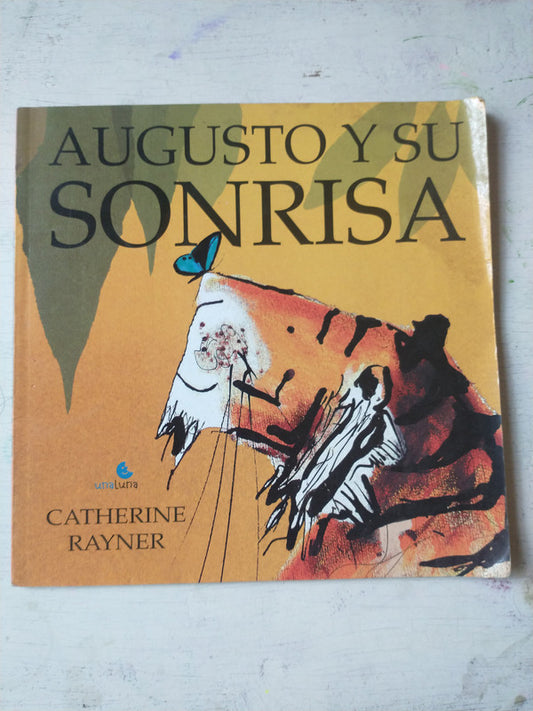 AUGUSTO Y SU
SONRISA
unaLuna
CATHERINE
RAYNER